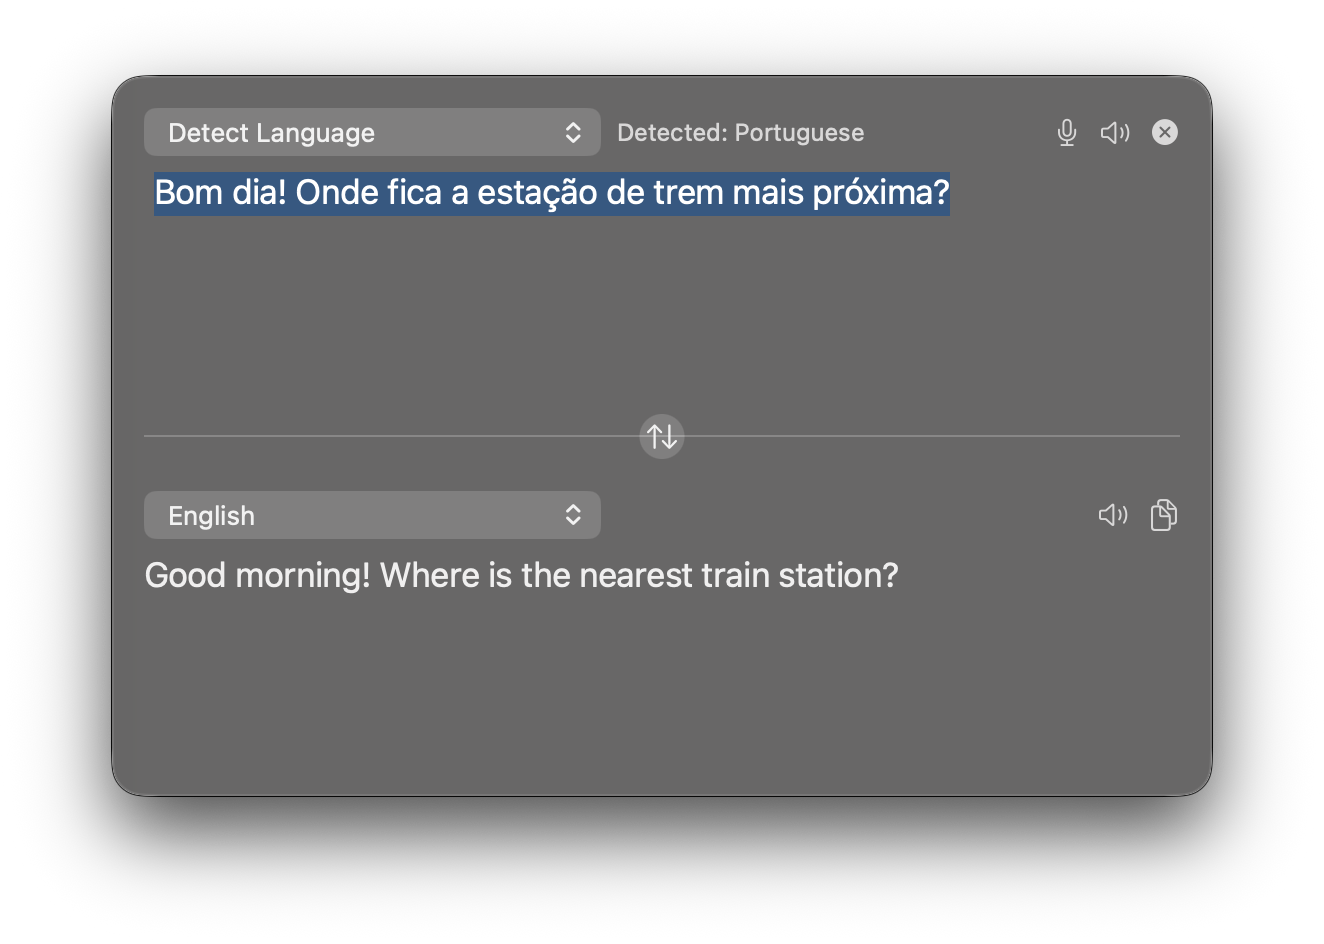 Detect Language
Detected: Portuguese
Bom dia! Onde fica a estação de trem mais próxima?
English
Good morning! Where is the nearest train station?